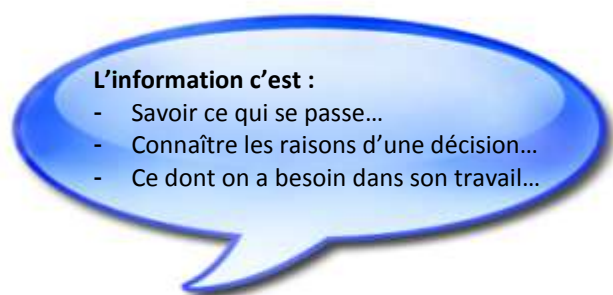 L’information c’est :
- Savoir ce qui se passe…
- Connaître les raisons d’une décision…
- Ce dont on a besoin dans son travail…